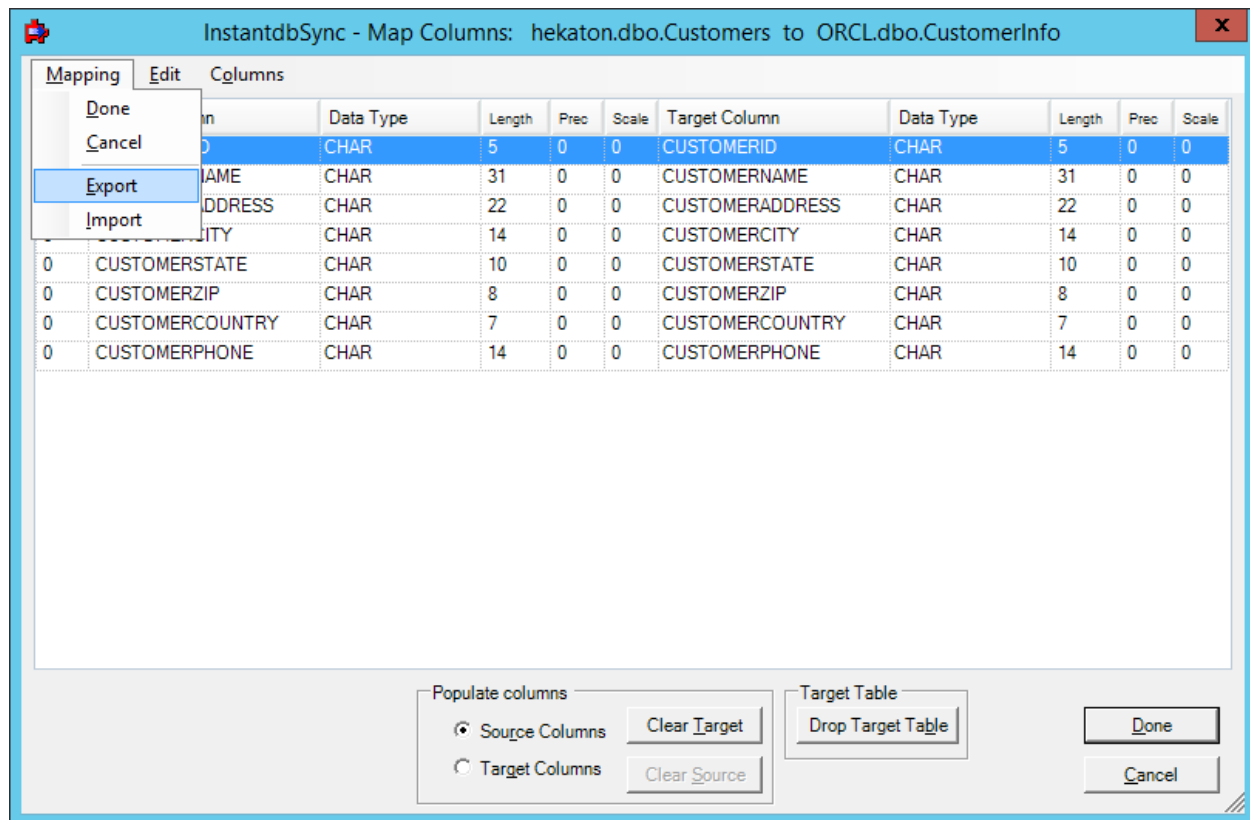 InstantdbSync - Map Columns: hekaton.dbo.Customers to ORCL.dbo.CustomerInfo x
Mapping Edit Columns
Done
Cancel
Export
Import
Data Type Length Prec Scale Target Column Data Type Length Prec Scale
CHAR 5 0 0 CUSTOMERID CHAR 5 0 0
AME CHAR 31 0 0 CUSTOMERNAME CHAR 31 0 0
ADDRESS CHAR 22 0 0 CUSTOMERADDRESS CHAR 22 0 0
CITY CHAR 14 0 0 CUSTOMERCITY CHAR 14 0 0
0 CUSTOMERSTATE CHAR 10 0 0 CUSTOMERSTATE CHAR 10 0 0
0 CUSTOMERZIP CHAR 8 0 0 CUSTOMERZIP CHAR 8 0 0
0 CUSTOMERCOUNTRY CHAR 7 0 0 CUSTOMERCOUNTRY CHAR 7 0 0
0 CUSTOMERPHONE CHAR 14 0 0 CUSTOMERPHONE CHAR 14 0 0
Populate columns
Source Columns
Clear Target
Target Columns
Clear Source
Target Table
Drop Target Table
Done
Cancel